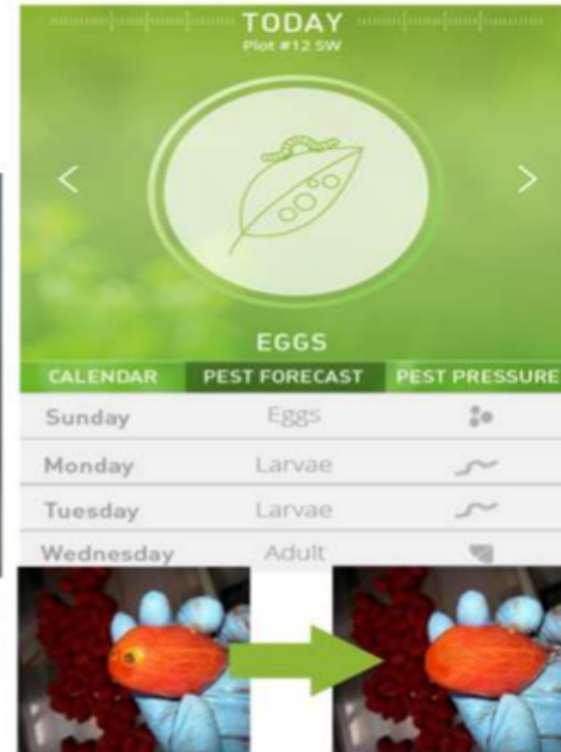 TODAY
Plot #12 SW
EGGS
CALENDAR PEST FORECAST PEST PRESSURE
Sunday Eggs
Monday Larvae
Tuesday Larvae
Wednesday Adult